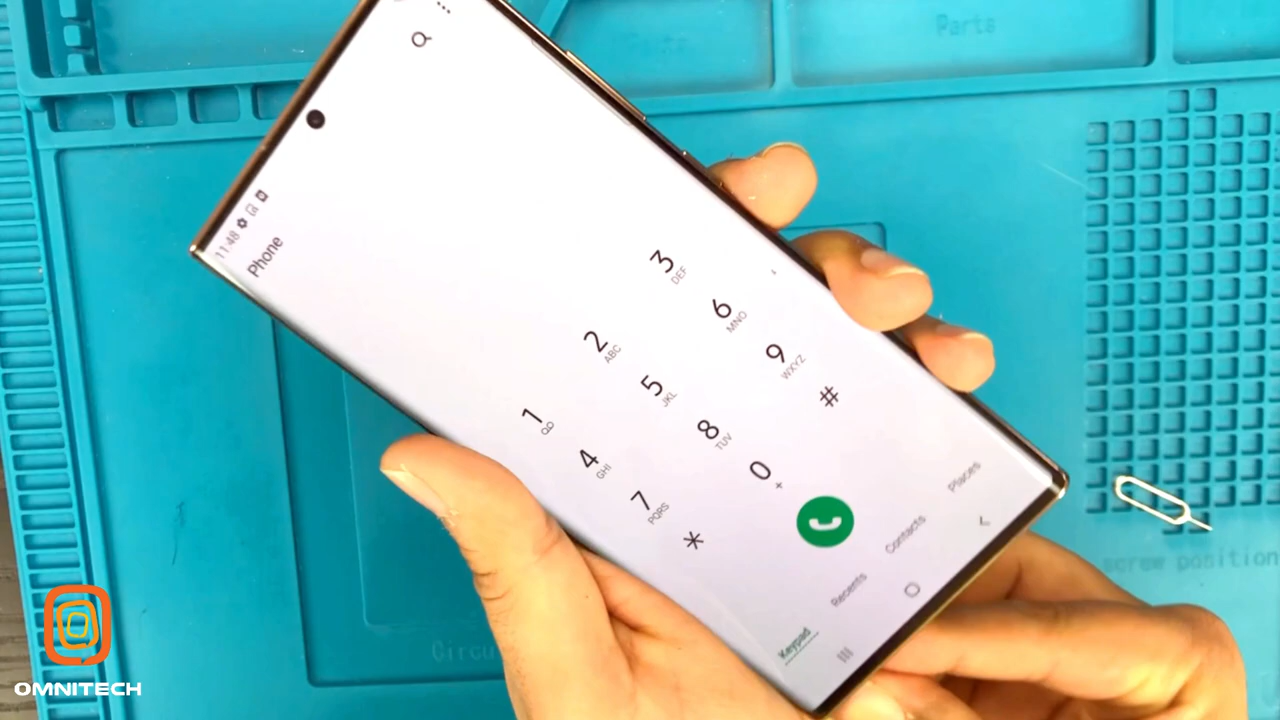 Parts
11:48
Phone
1
2 ABC
3 DEF
4 GHI
5 JKL
6 MNO
7 PQRS
8 TUV
9 WXYZ
*
0 +
#
Keypad
Recents
Contacts
Places
screw position
Circu
OMNITECH